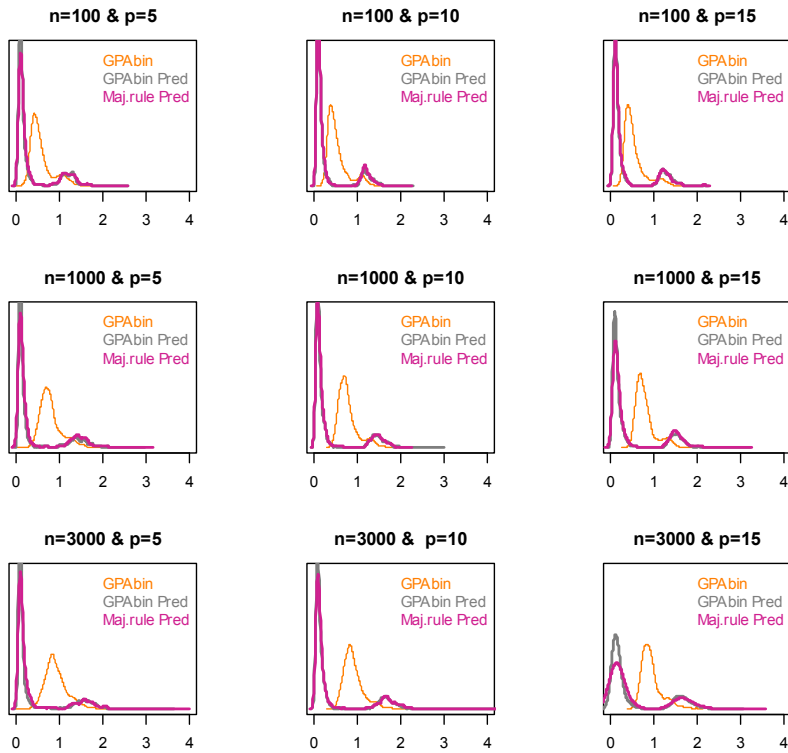 n=100 & p=5
GPAbin
GPAbin Pred
Maj.rule Pred
0 1 2 3 4
n=100 & p=10
GPAbin
GPAbin Pred
Maj.rule Pred
0 1 2 3 4
n=100 & p=15
GPAbin
GPAbin Pred
Maj.rule Pred
0 1 2 3 4
n=1000 & p=5
GPAbin
GPAbin Pred
Maj.rule Pred
0 1 2 3 4
n=1000 & p=10
GPAbin
GPAbin Pred
Maj.rule Pred
0 1 2 3 4
n=1000 & p=15
GPAbin
GPAbin Pred
Maj.rule Pred
0 1 2 3 4
n=3000 & p=5
GPAbin
GPAbin Pred
Maj.rule Pred
0 1 2 3 4
n=3000 &  p=10
GPAbin
GPAbin Pred
Maj.rule Pred
0 1 2 3 4
n=3000 & p=15
GPAbin
GPAbin Pred
Maj.rule Pred
0 1 2 3 4